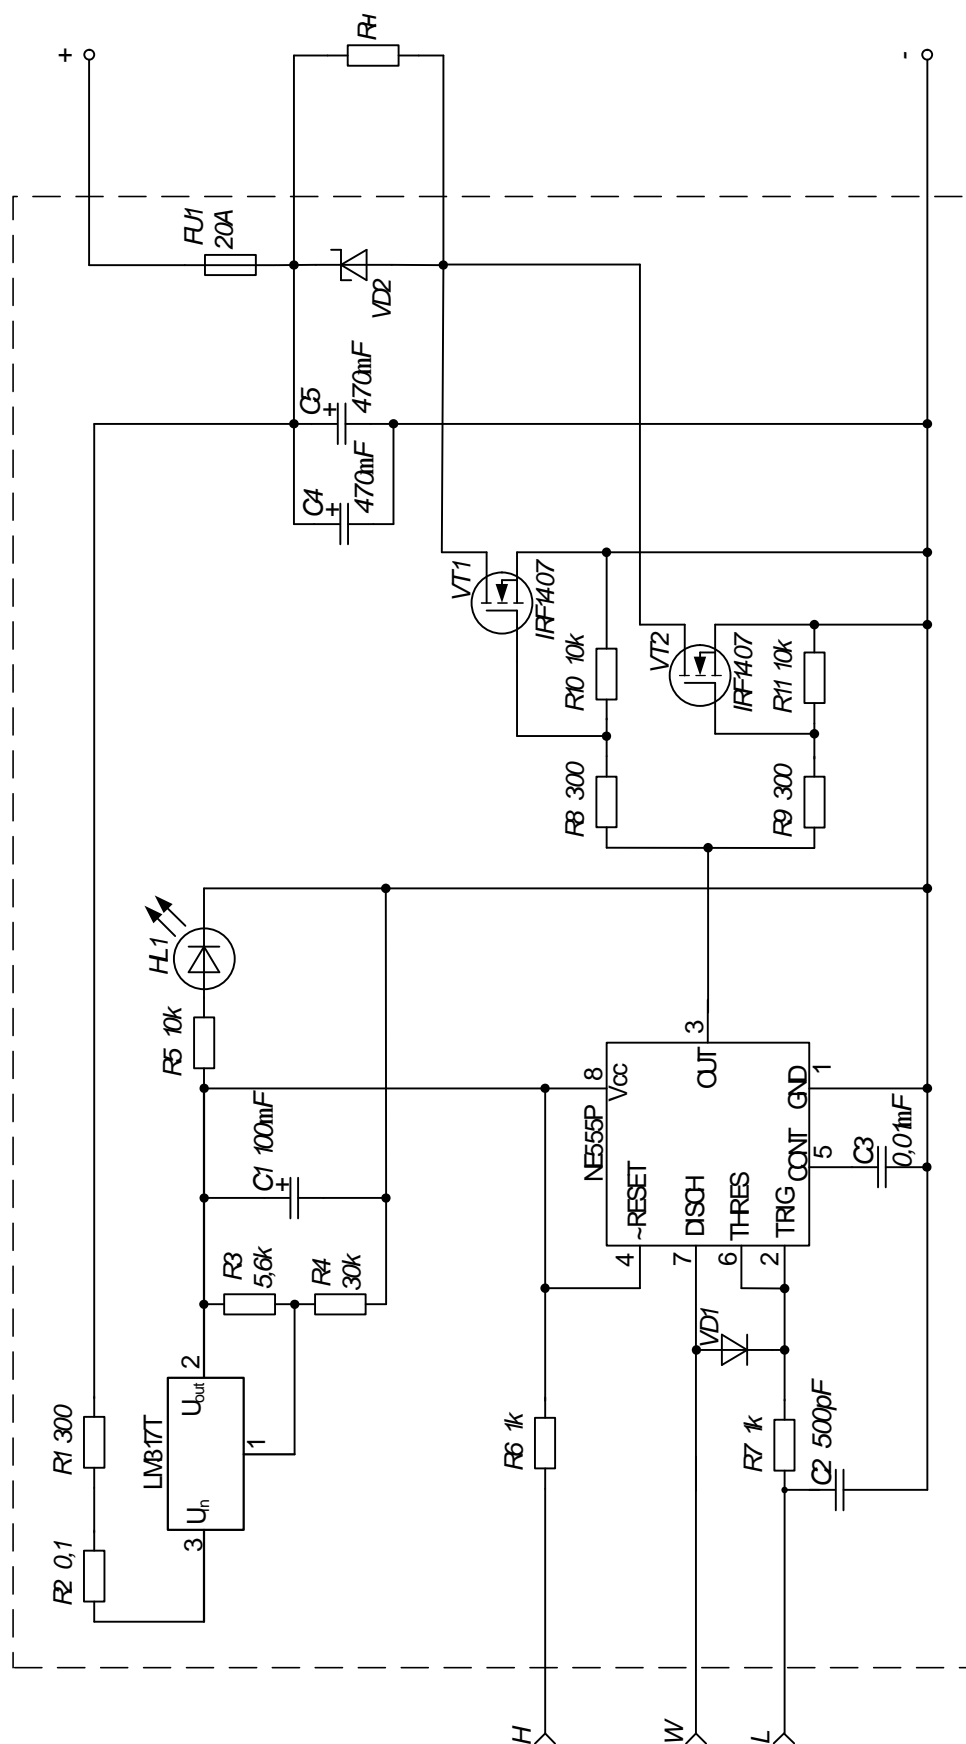 R2 0,1
R1 300
LM317T
3
Uin
Uout
2
1
R3
5,6k
R4
30k
C1 100mF
+
R5 10k
HL1
FU1
20A
+
Rн
VD2
C5
+
470mF
C4
+
470mF
VT1
IRF1407
R10 10k
R8 300
VT2
IRF1407
R11 10k
R9 300
-
H
W
L
R6 1k
R7 1k
C2 500pF
VD1
NE555P
8
Vcc
3
OUT
4
~RESET
7
DISCH
6
THRES
2
TRIG
CONT
5
GND
1
C3
0,01mF